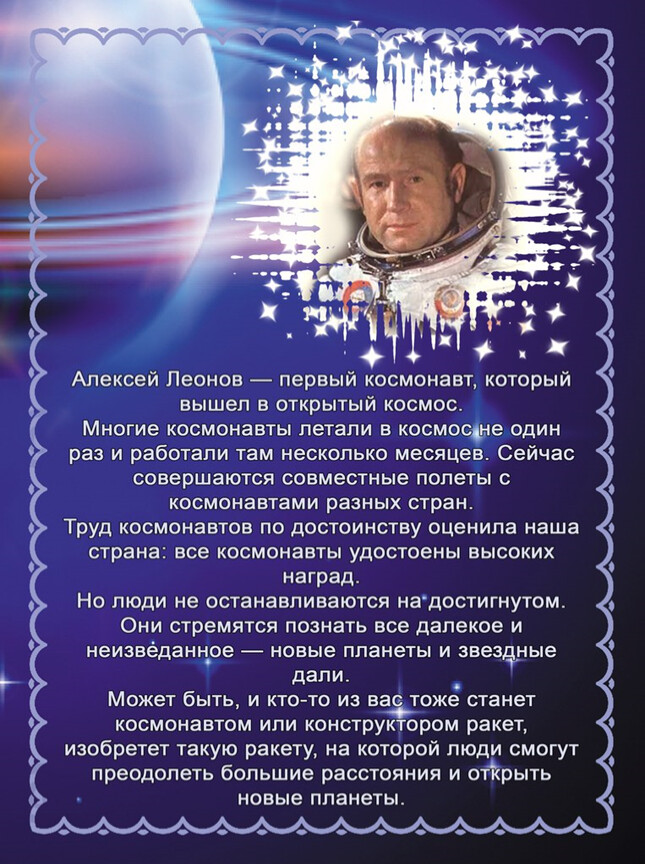 Алексей Леонов — первый космонавт, который
вышел в открытый космос.
Многие космонавты летали в космос не один
раз и работали там несколько месяцев. Сейчас
совершаются совместные полеты с
космонавтами разных стран.
Труд космонавтов по достоинству оценила наша
страна: все космонавты удостоены высоких
наград.
Но люди не останавливаются на достигнутом.
Они стремятся познать все далекое и
неизведанное — новые планеты и звездные
дали.
Может быть, и кто-то из вас тоже станет
космонавтом или конструктором ракет,
изобретет такую ракету, на которой люди смогут
преодолеть большие расстояния и открыть
новые планеты.